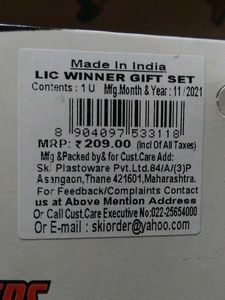 Made In India
LIC WINNER GIFT SET
Contents : 1 U Mfg.Month & Year : 11/2021
8 904097 533118
MRP: ₹ 209.00 (Incl Of All Taxes)
Mfg &Packed by& for Cust.Care Add:
Ski Plastoware Pvt.Ltd.84/A/(3)P
Asangaon,Thane 421601,Maharashtra.
For Feedback/Complaints Contact
us at Above Mention Address
Or Call Cust.Care Executive No:022-25654000
Or E-mail : skiorder@yahoo.com